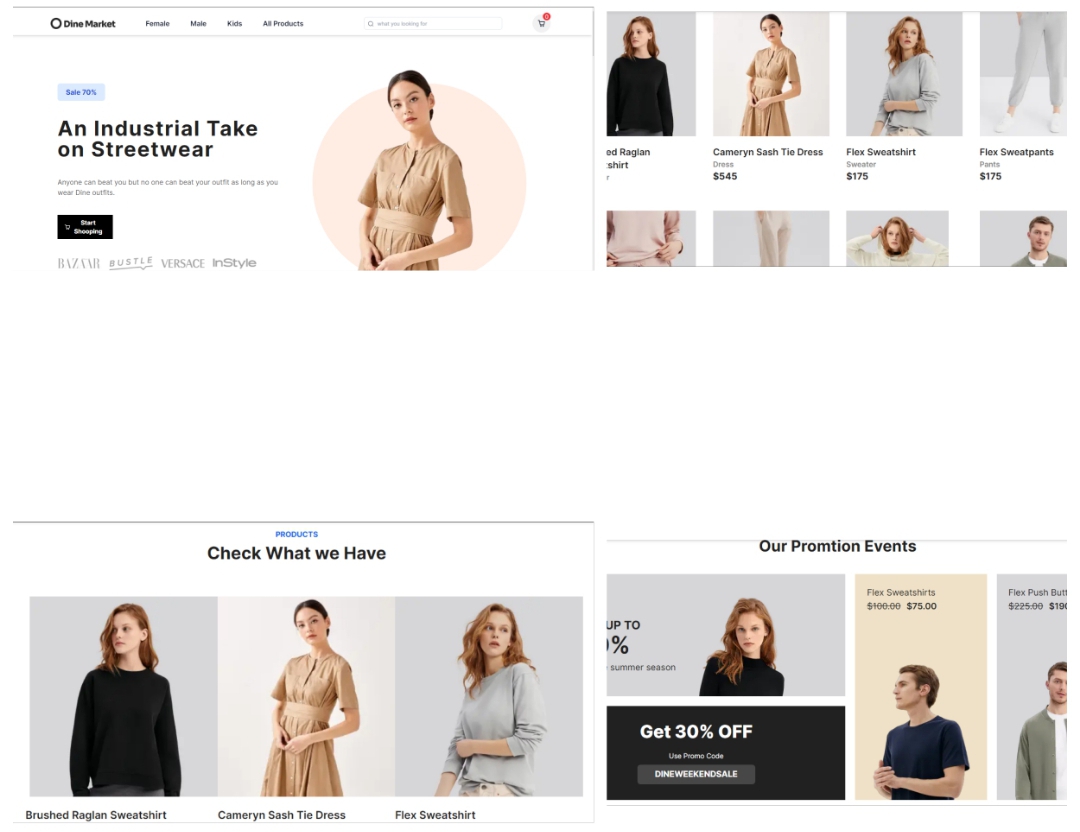 Dine Market
Female
Male
Kids
All Products
what you looking for
0
Sale 70%
An Industrial Take
on Streetwear
Anyone can beat you but no one can beat your outfit as long as you
wear Dine outfits.
Start
Shooping
BAZAAR
BUSTLE
VERSACE
InStyle
ed Raglan
tshirt
r
Cameryn Sash Tie Dress
Dress
$545
Flex Sweatshirt
Sweater
$175
Flex Sweatpants
Pants
$175
PRODUCTS
Check What we Have
Brushed Raglan Sweatshirt
Cameryn Sash Tie Dress
Flex Sweatshirt
Our Promtion Events
UP TO
%
summer season
Get 30% OFF
Use Promo Code
DINEWEEKENDSALE
Flex Sweatshirts
$100.00 $75.00
Flex Push Butt
$225.00 $190